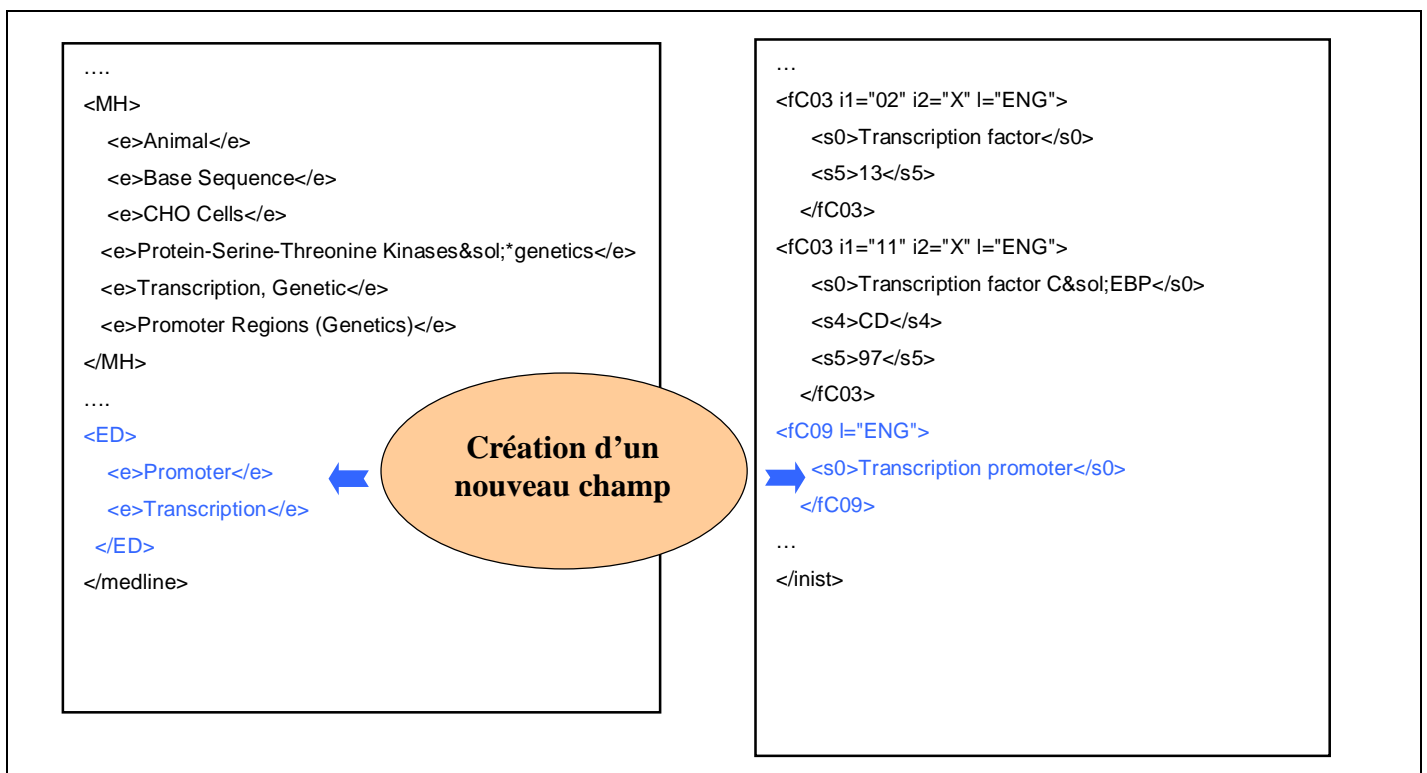 ….
<MH>
<e>Animal</e>
<e>Base Sequence</e>
<e>CHO Cells</e>
<e>Protein-Serine-Threonine Kinases&sol;*genetics</e>
<e>Transcription, Genetic</e>
<e>Promoter Regions (Genetics)</e>
</MH>
….
<ED>
<e>Promoter</e>
<e>Transcription</e>
</ED>
</medline>
Création d’un
nouveau champ
…
<fC03 i1="02" i2="X" l="ENG">
<s0>Transcription factor</s0>
<s5>13</s5>
</fC03>
<fC03 i1="11" i2="X" l="ENG">
<s0>Transcription factor C&sol;EBP</s0>
<s4>CD</s4>
<s5>97</s5>
</fC03>
<fC09 l="ENG">
<s0>Transcription promoter</s0>
</fC09>
…
</inist>